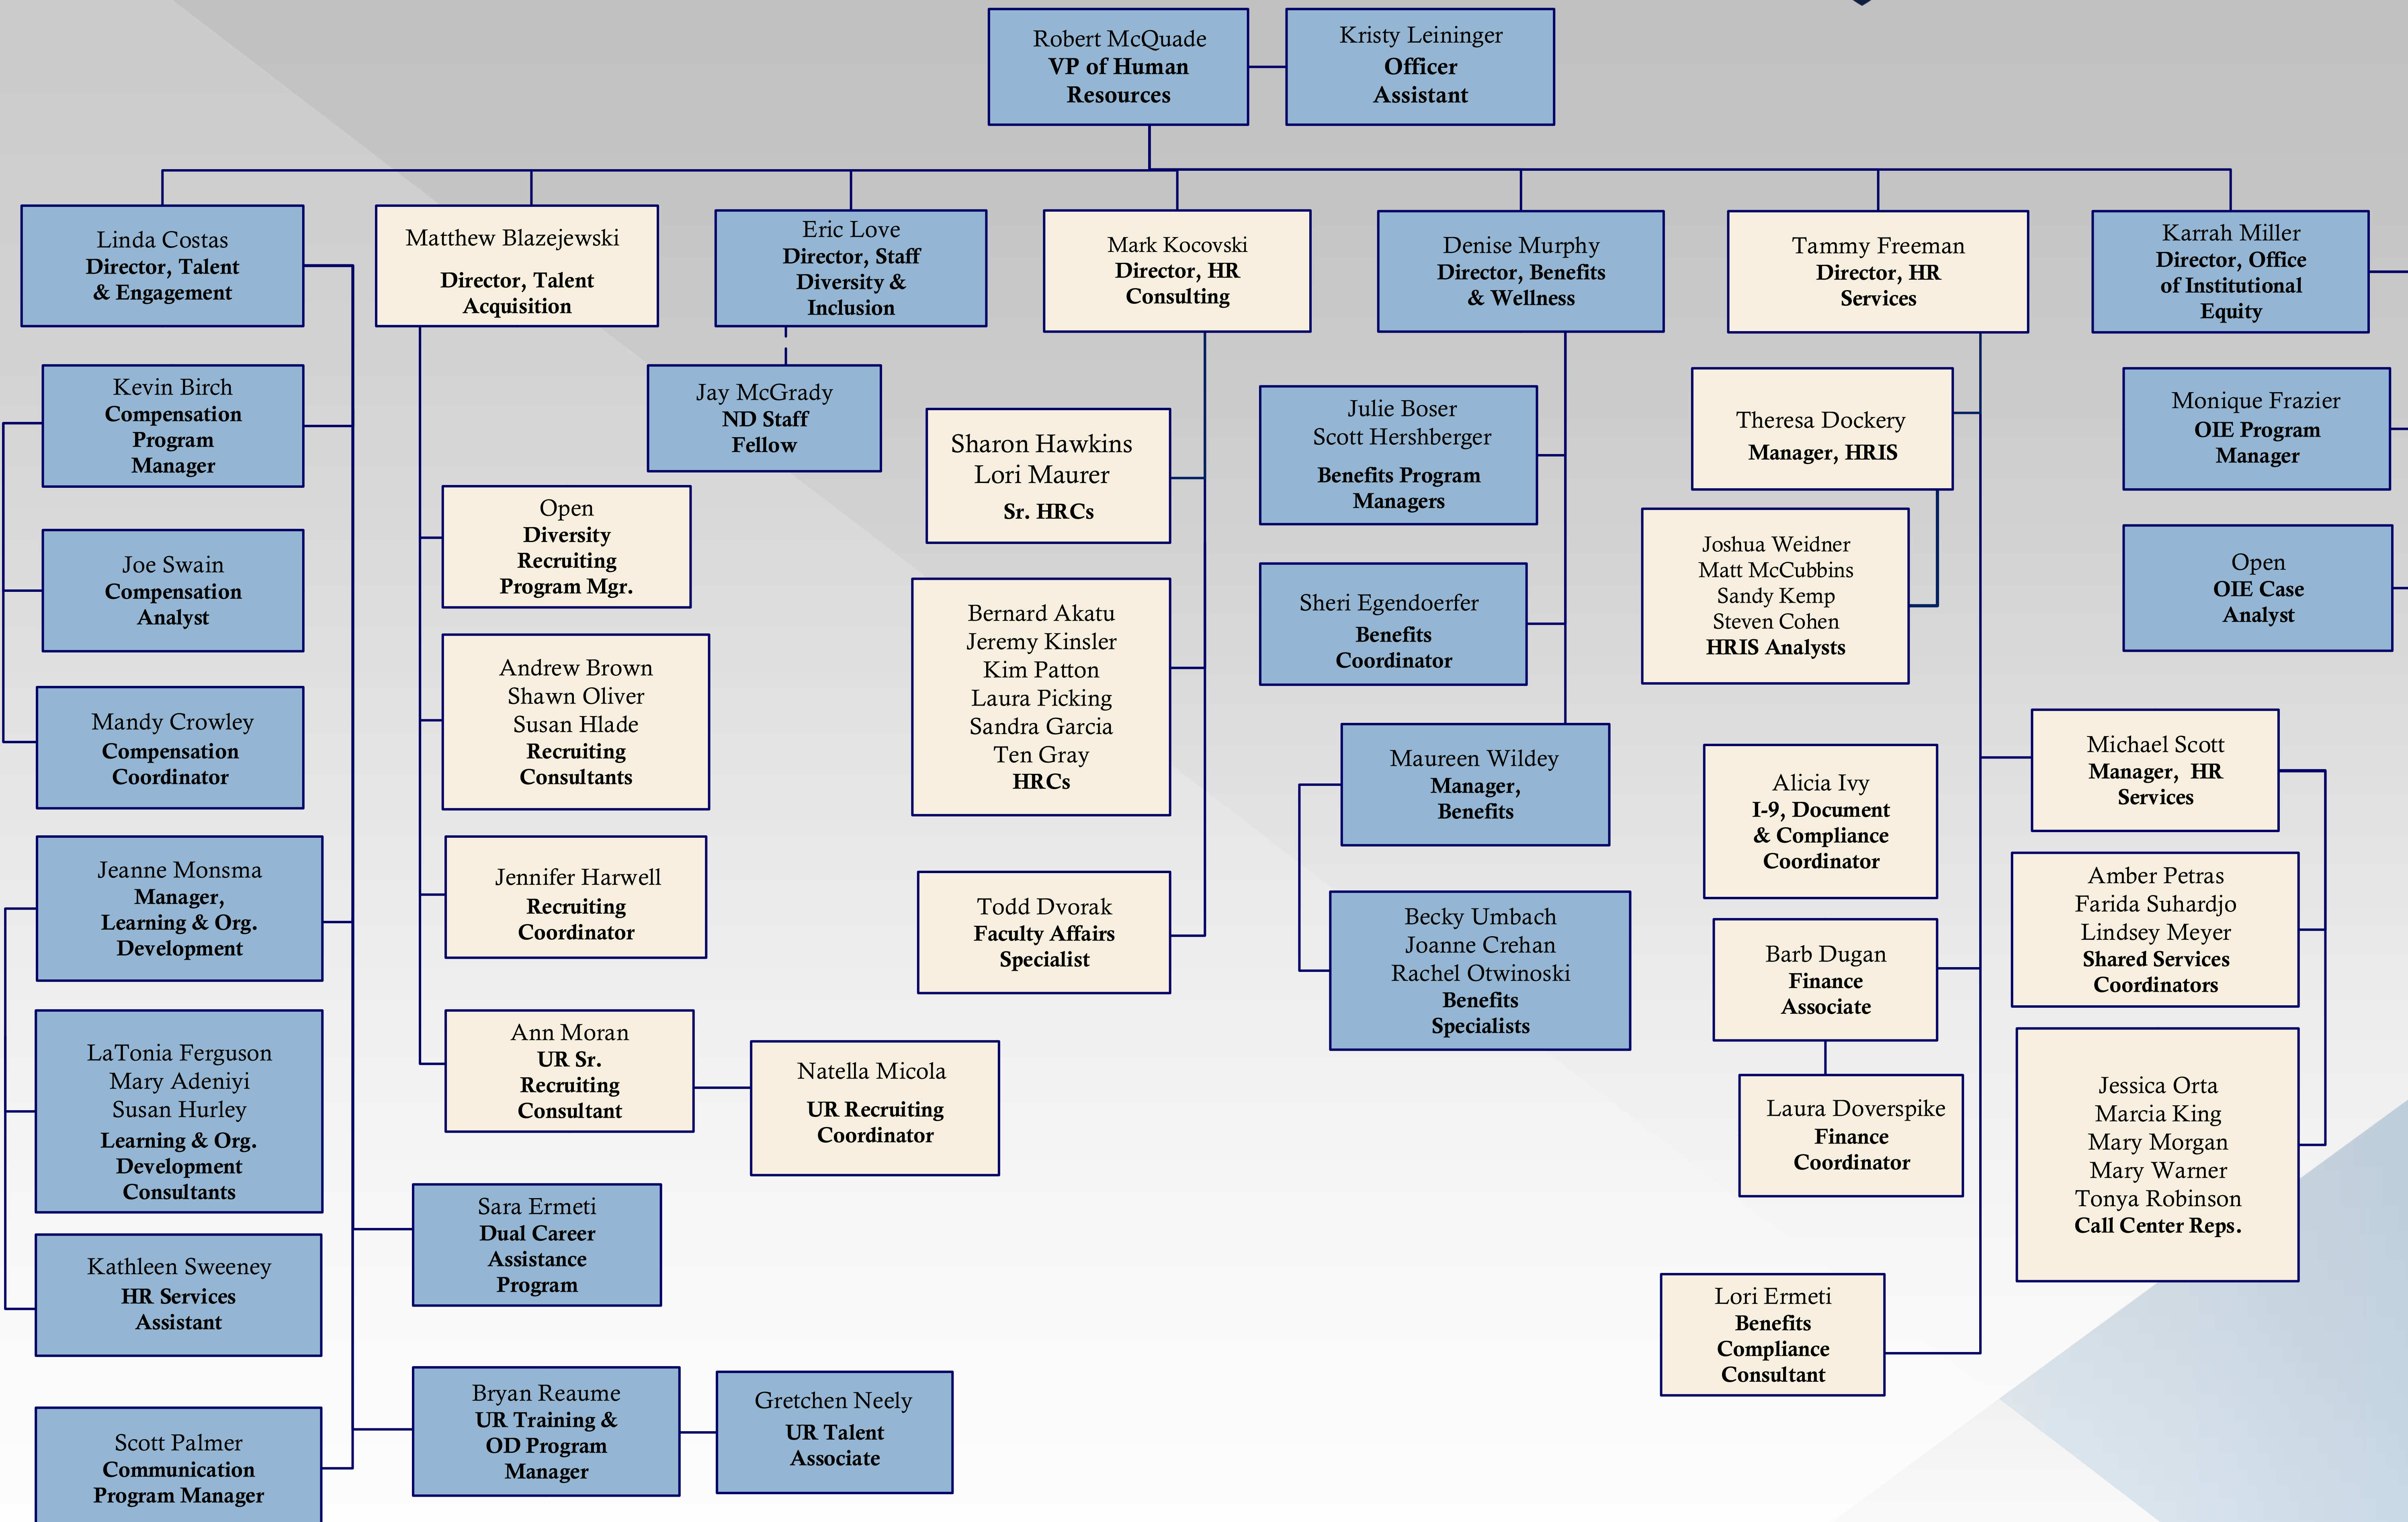 Robert McQuade
VP of Human
Resources
Kristy Leininger
Officer
Assistant
Linda Costas
Director, Talent
& Engagement
Matthew Blazejewski
Director, Talent
Acquisition
Eric Love
Director, Staff
Diversity &
Inclusion
Mark Kocovski
Director, HR
Consulting
Denise Murphy
Director, Benefits
& Wellness
Tammy Freeman
Director, HR
Services
Karrah Miller
Director, Office
of Institutional
Equity
Kevin Birch
Compensation
Program
Manager
Joe Swain
Compensation
Analyst
Mandy Crowley
Compensation
Coordinator
Jeanne Monsma
Manager,
Learning & Org.
Development
LaTonia Ferguson
Mary Adeniyi
Susan Hurley
Learning & Org.
Development
Consultants
Kathleen Sweeney
HR Services
Assistant
Scott Palmer
Communication
Program Manager
Open
Diversity
Recruiting
Program Mgr.
Andrew Brown
Shawn Oliver
Susan Hlade
Recruiting
Consultants
Jennifer Harwell
Recruiting
Coordinator
Ann Moran
UR Sr.
Recruiting
Consultant
Natella Micola
UR Recruiting
Coordinator
Sara Ermeti
Dual Career
Assistance
Program
Bryan Reaume
UR Training &
OD Program
Manager
Gretchen Neely
UR Talent
Associate
Jay McGrady
ND Staff
Fellow
Sharon Hawkins
Lori Maurer
Sr. HRCs
Bernard Akatu
Jeremy Kinsler
Kim Patton
Laura Picking
Sandra Garcia
Ten Gray
HRCs
Todd Dvorak
Faculty Affairs
Specialist
Julie Boser
Scott Hershberger
Benefits Program
Managers
Sheri Egendoerfer
Benefits
Coordinator
Maureen Wildey
Manager,
Benefits
Becky Umbach
Joanne Crehan
Rachel Otwinoski
Benefits
Specialists
Theresa Dockery
Manager, HRIS
Joshua Weidner
Matt McCubbins
Sandy Kemp
Steven Cohen
HRIS Analysts
Alicia Ivy
I-9, Document
& Compliance
Coordinator
Barb Dugan
Finance
Associate
Laura Doverspike
Finance
Coordinator
Lori Ermeti
Benefits
Compliance
Consultant
Michael Scott
Manager, HR
Services
Amber Petras
Farida Suhardjo
Lindsey Meyer
Shared Services
Coordinators
Jessica Orta
Marcia King
Mary Morgan
Mary Warner
Tonya Robinson
Call Center Reps.
Monique Frazier
OIE Program
Manager
Open
OIE Case
Analyst